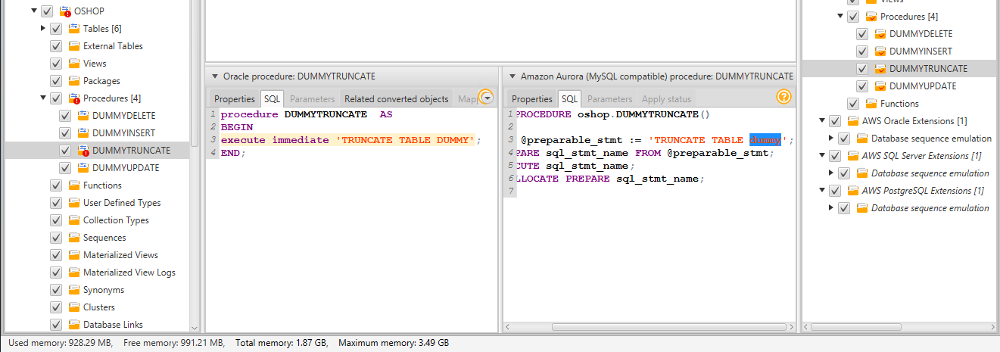 OSHOP
Tables [6]
External Tables
Views
Packages
Procedures [4]
DUMMYDELETE
DUMMYINSERT
DUMMYTRUNCATE
DUMMYUPDATE
Functions
User Defined Types
Collection Types
Sequences
Materialized Views
Materialized View Logs
Synonyms
Clusters
Database Links
Oracle procedure: DUMMYTRUNCATE
Properties SQL Parameters Related converted objects
1 procedure DUMMYTRUNCATE AS
2 BEGIN
3 execute immediate 'TRUNCATE TABLE DUMMY';
4 END;
Amazon Aurora (MySQL compatible) procedure: DUMMYTRUNCATE
Properties SQL Parameters Apply status
1 PROCEDURE oshop.DUMMYTRUNCATE()
2
3 @preparable_stmt := 'TRUNCATE TABLE dummy';
4 PARE sql_stmt_name FROM @preparable_stmt;
5 CUTE sql_stmt_name;
6 LLOCATE PREPARE sql_stmt_name;
7
Views
Procedures [4]
DUMMYDELETE
DUMMYINSERT
DUMMYTRUNCATE
DUMMYUPDATE
Functions
AWS Oracle Extensions [1]
Database sequence emulation
AWS SQL Server Extensions [1]
Database sequence emulation
AWS PostgreSQL Extensions [1]
Database sequence emulation
Used memory: 928.29 MB, Free memory: 991.21 MB, Total memory: 1.87 GB, Maximum memory: 3.49 GB